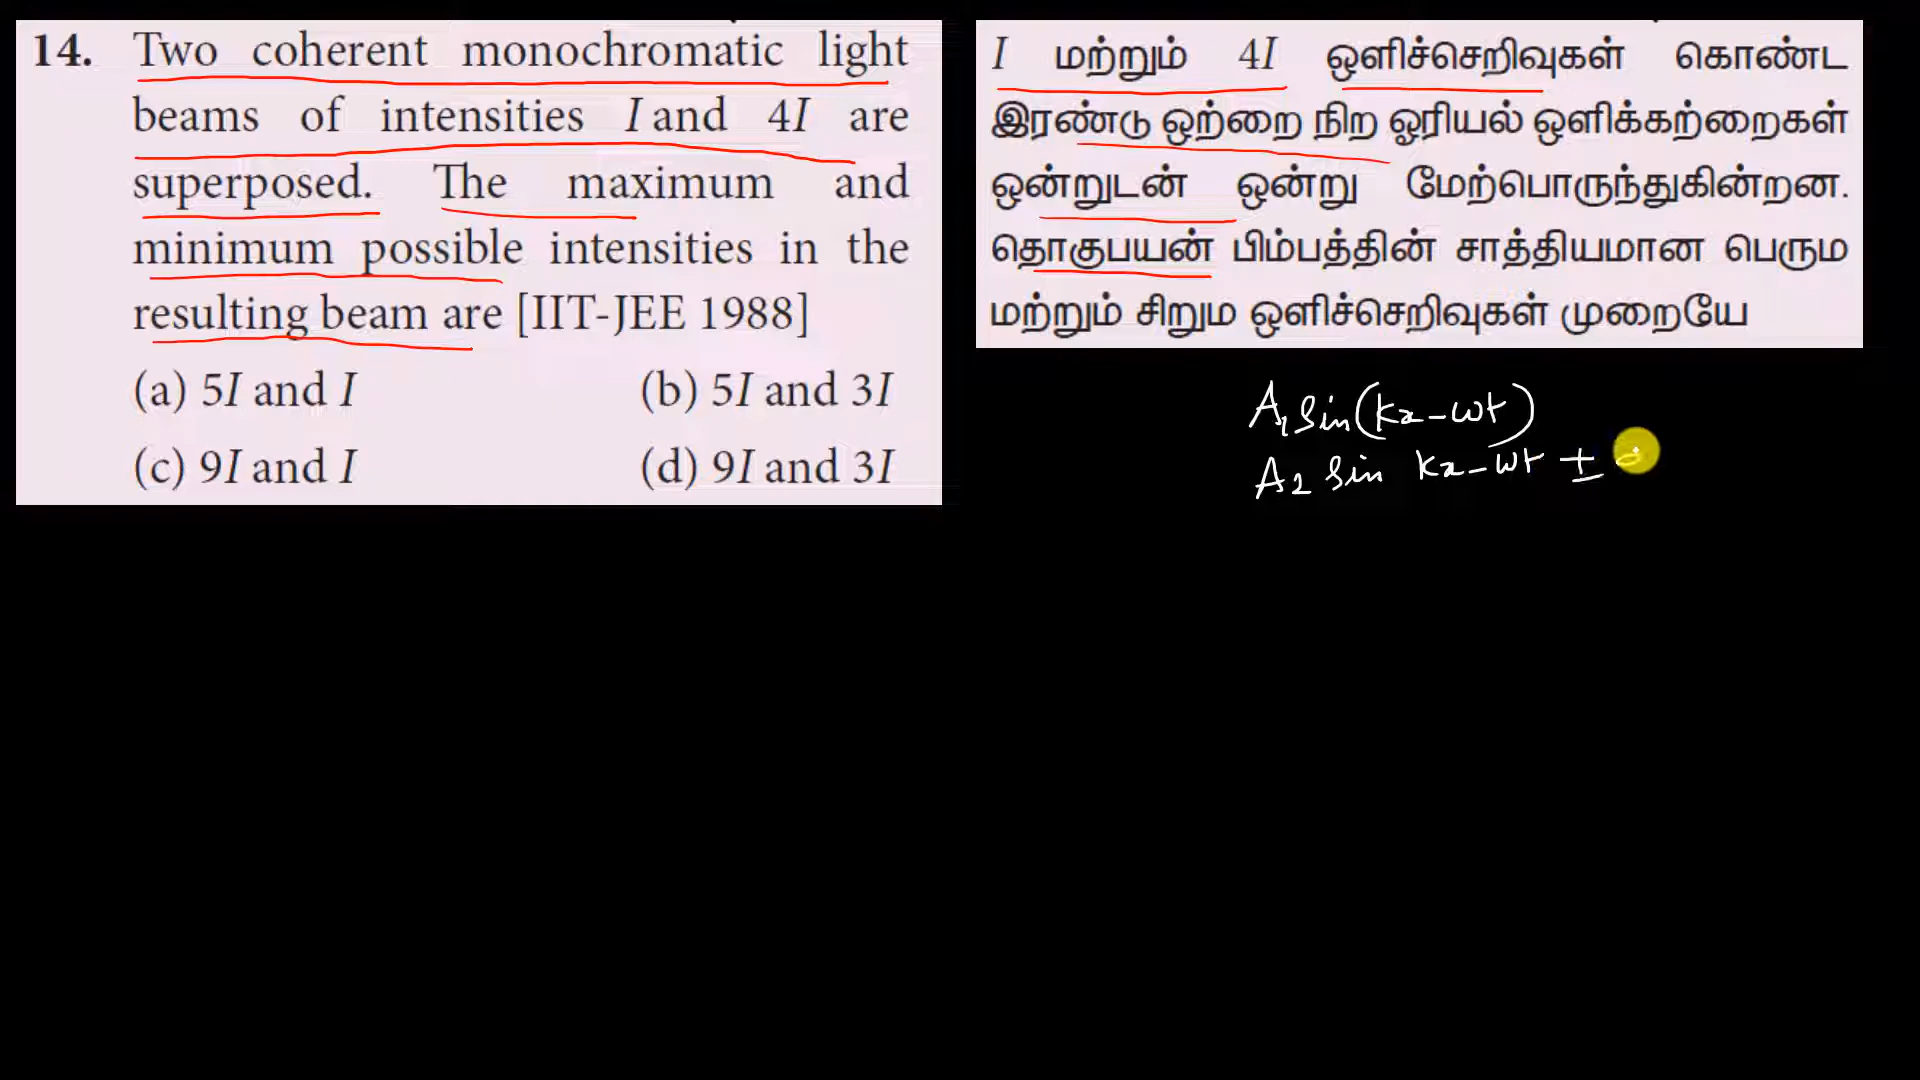 14. Two coherent monochromatic light
beams of intensities I and 4I are
superposed. The maximum and
minimum possible intensities in the
resulting beam are [IIT-JEE 1988]
(a) 5I and I (b) 5I and 3I
(c) 9I and I (d) 9I and 3I
I மற்றும் 4I ஒளிச்செறிவுகள் கொண்ட
இரண்டு ஒற்றை நிற ஓரியல் ஒளிக்கற்றைகள்
ஒன்றுடன் ஒன்று மேற்பொருந்துகின்றன.
தொகுபயன் பிம்பத்தின் சாத்தியமான பெரும
மற்றும் சிறும ஒளிச்செறிவுகள் முறையே
A₁ sin(kx-ωt)
A₂ sin kx-ωt ±